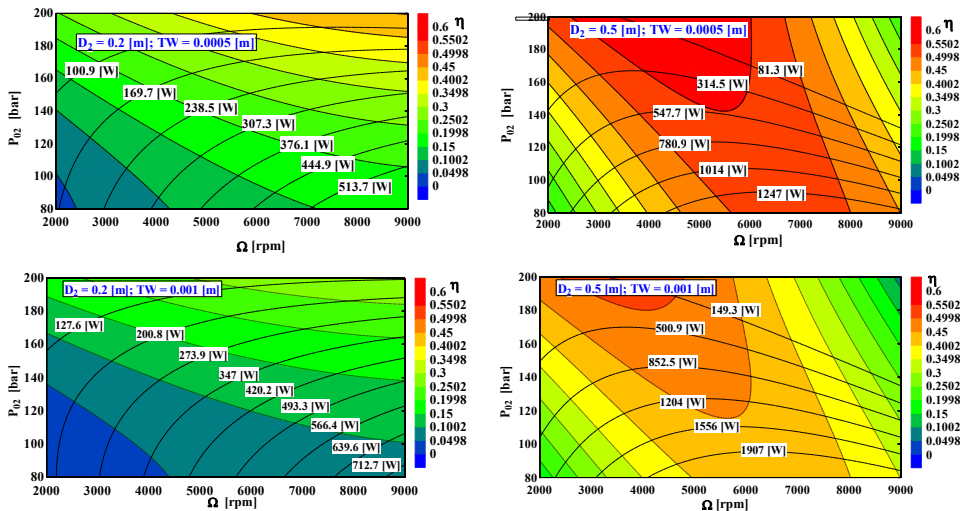 η
D₂ = 0.2 [m]; TW = 0.0005 [m]
100.9 [W]
169.7 [W]
238.5 [W]
307.3 [W]
376.1 [W]
444.9 [W]
513.7 [W]
200
180
160
140
120
100
80
P₀₂ [bar]
2000 3000 4000 5000 6000 7000 8000 9000
Ω [rpm]
0.6
0.5502
0.4998
0.45
0.4002
0.3498
0.3
0.2502
0.1998
0.15
0.1002
0.0498
0
η
D₂ = 0.5 [m]; TW = 0.0005 [m]
81.3 [W]
314.5 [W]
547.7 [W]
780.9 [W]
1014 [W]
1247 [W]
200
180
160
140
120
100
80
P₀₂ [bar]
2000 3000 4000 5000 6000 7000 8000 9000
Ω [rpm]
0.6
0.5502
0.4998
0.45
0.4002
0.3498
0.3
0.2502
0.1998
0.15
0.1002
0.0498
0
η
D₂ = 0.2 [m]; TW = 0.001 [m]
127.6 [W]
200.8 [W]
273.9 [W]
347 [W]
420.2 [W]
493.3 [W]
566.4 [W]
639.6 [W]
712.7 [W]
200
180
160
140
120
100
80
P₀₂ [bar]
2000 3000 4000 5000 6000 7000 8000 9000
Ω [rpm]
0.6
0.5502
0.4998
0.45
0.4002
0.3498
0.3
0.2502
0.1998
0.15
0.1002
0.0498
0
η
D₂ = 0.5 [m]; TW = 0.001 [m]
149.3 [W]
500.9 [W]
852.5 [W]
1204 [W]
1556 [W]
1907 [W]
200
180
160
140
120
100
80
P₀₂ [bar]
2000 3000 4000 5000 6000 7000 8000 9000
Ω [rpm]
0.6
0.5502
0.4998
0.45
0.4002
0.3498
0.3
0.2502
0.1998
0.15
0.1002
0.0498
0